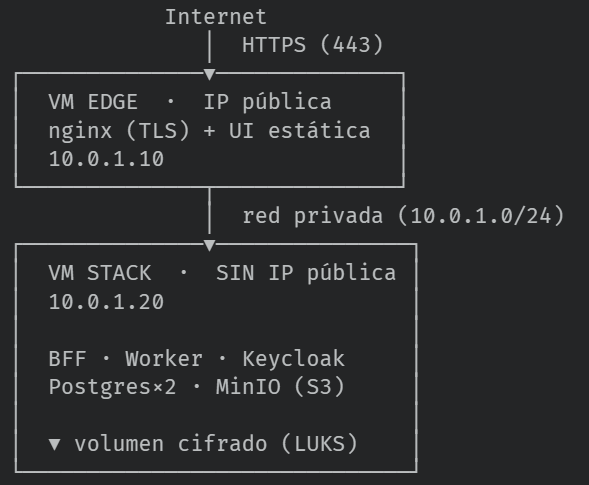 Internet
HTTPS (443)
VM EDGE · IP pública
nginx (TLS) + UI estática
10.0.1.10
red privada (10.0.1.0/24)
VM STACK · SIN IP pública
10.0.1.20
BFF · Worker · Keycloak
Postgres×2 · MinIO (S3)
▼ volumen cifrado (LUKS)